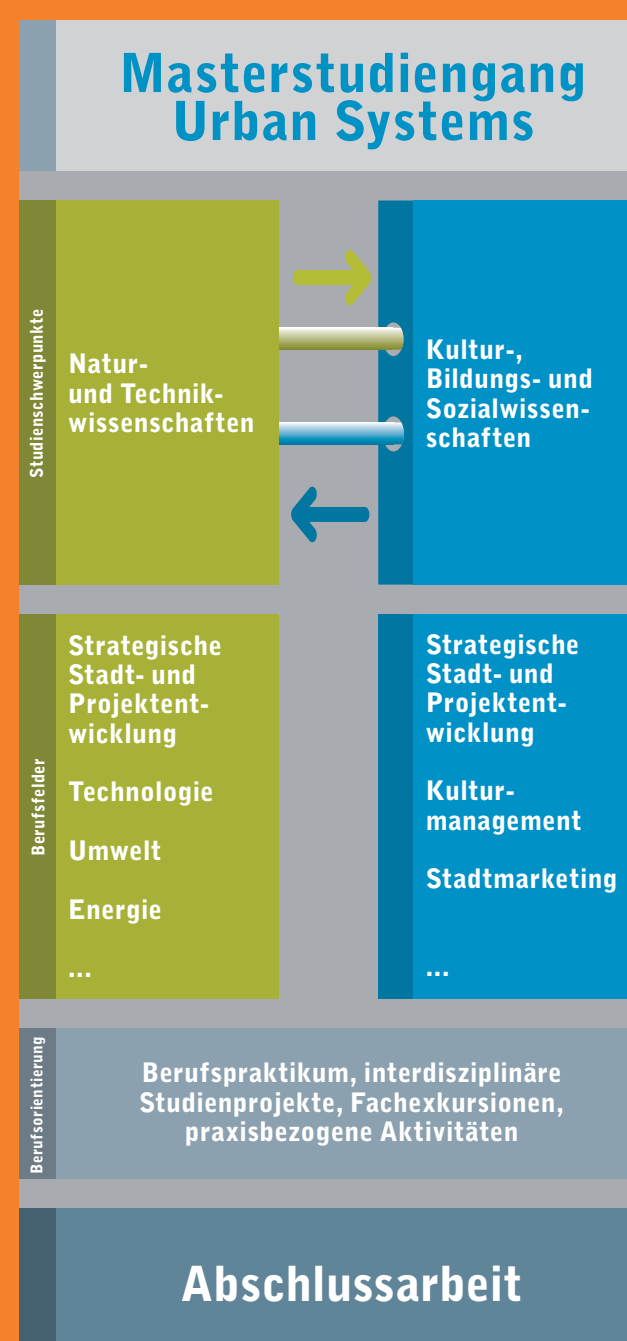 Masterstudiengang
Urban Systems
Studienschwerpunkte
Natur-
und Technik-
wissenschaften
Kultur-,
Bildungs- und
Sozialwissen-
schaften
Berufsfelder
Strategische
Stadt- und
Projektent-
wicklung
Technologie
Umwelt
Energie
...
Strategische
Stadt- und
Projektent-
wicklung
Kultur-
management
Stadtmarketing
...
Berufsorientierung
Berufspraktikum, interdisziplinäre
Studienprojekte, Fachexkursionen,
praxisbezogene Aktivitäten
Abschlussarbeit